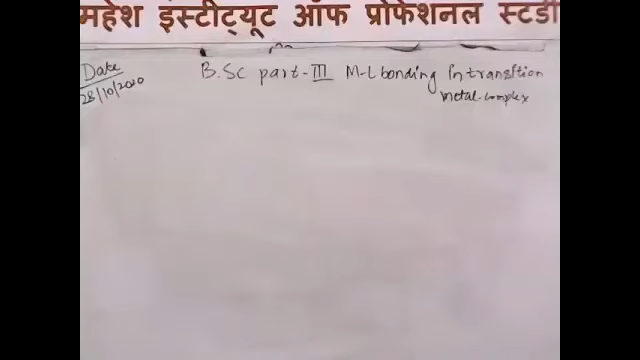 महेश इंस्टीट्यूट ऑफ प्रोफेशनल स्टडी
Date
28/10/2020
B.Sc part-III M-L bonding in transition
metal-complex